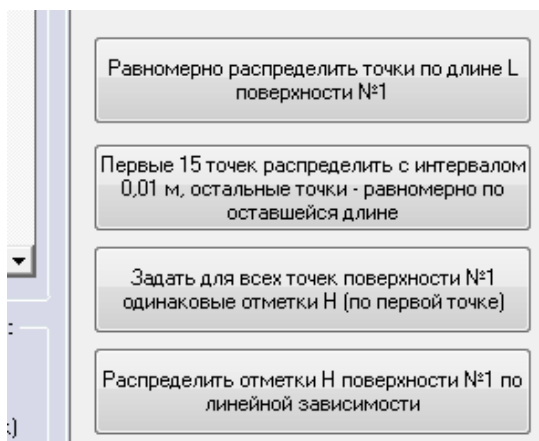 Равномерно распределить точки по длине L
поверхности №1
Первые 15 точек распределить с интервалом
0,01 м, остальные точки - равномерно по
оставшейся длине
Задать для всех точек поверхности №1
одинаковые отметки Н (по первой точке)
Распределить отметки Н поверхности №1 по
линейной зависимости